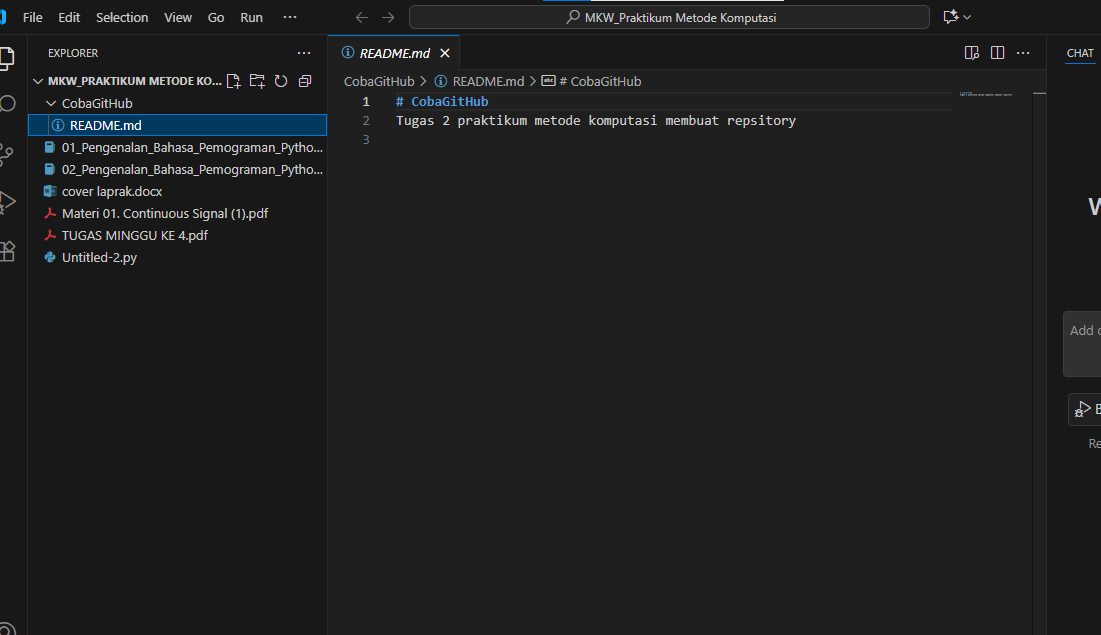 File Edit Selection View Go Run ···
MKW_Praktikum Metode Komputasi
EXPLORER ···
MKW_PRAKTIKUM METODE KO...
CobaGitHub
README.md
01_Pengenalan_Bahasa_Pemograman_Pytho...
02_Pengenalan_Bahasa_Pemograman_Pytho...
cover laprak.docx
Materi 01. Continuous Signal (1).pdf
TUGAS MINGGU KE 4.pdf
Untitled-2.py
README.md
CobaGitHub > README.md > # CobaGitHub
1 # CobaGitHub
2 Tugas 2 praktikum metode komputasi membuat repsitory
3
CHAT
W
Add
B
Re